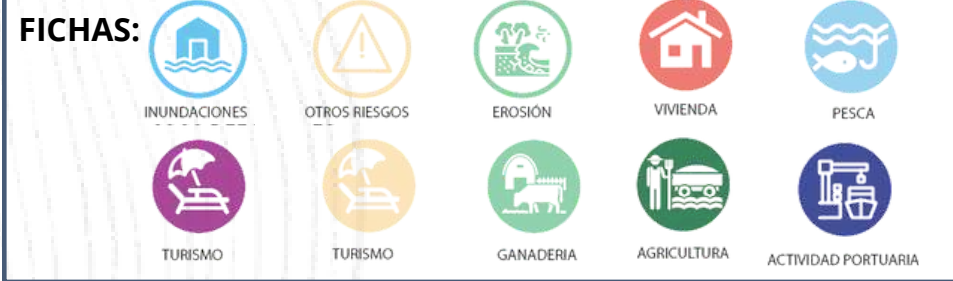 FICHAS:
INUNDACIONES
OTROS RIESGOS
EROSIÓN
VIVIENDA
PESCA
TURISMO
TURISMO
GANADERIA
AGRICULTURA
ACTIVIDAD PORTUARIA